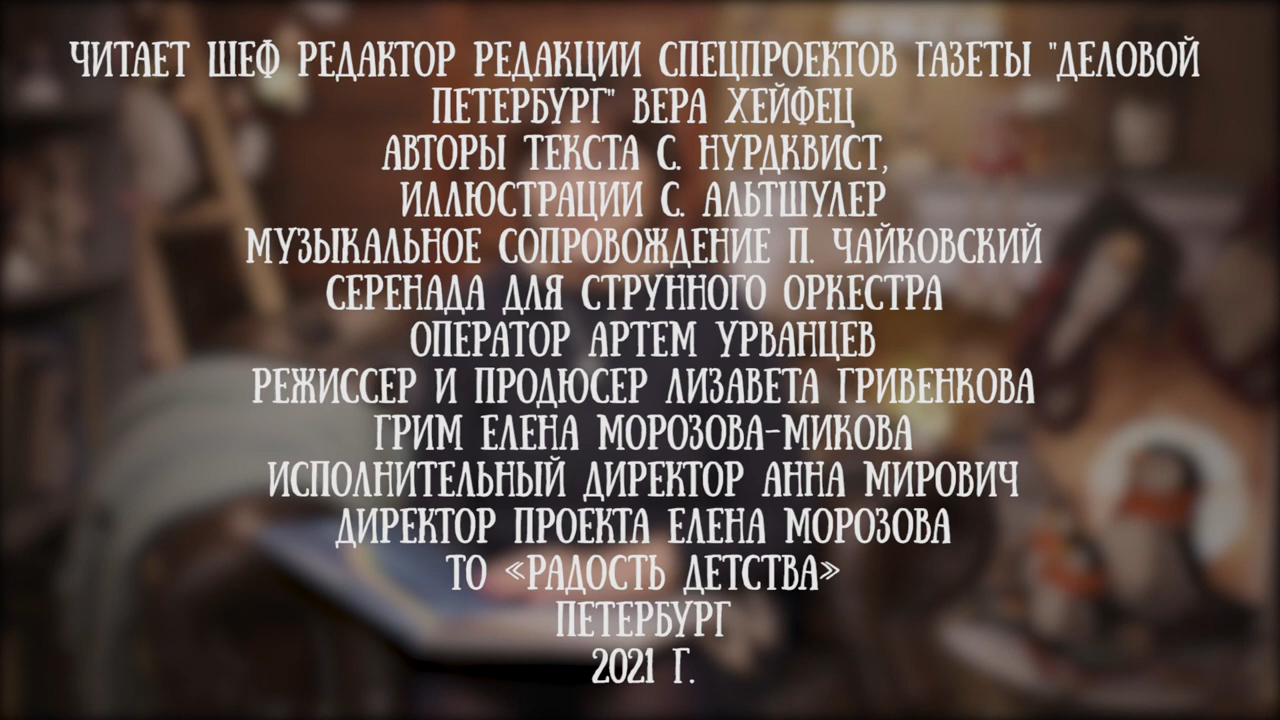 ЧИТАЕТ ШЕФ РЕДАКТОР РЕДАКЦИИ СПЕЦПРОЕКТОВ ГАЗЕТЫ "ДЕЛОВОЙ
ПЕТЕРБУРГ" ВЕРА ХЕЙФЕЦ
АВТОРЫ ТЕКСТА С. НУРДКВИСТ,
ИЛЛЮСТРАЦИИ С. АЛЬТШУЛЕР
МУЗЫКАЛЬНОЕ СОПРОВОЖДЕНИЕ П. ЧАЙКОВСКИЙ
СЕРЕНАДА ДЛЯ СТРУННОГО ОРКЕСТРА
ОПЕРАТОР АРТЕМ УРВАНЦЕВ
РЕЖИССЕР И ПРОДЮСЕР ЛИЗАВЕТА ГРИВЕНКОВА
ГРИМ ЕЛЕНА МОРОЗОВА-МИКОВА
ИСПОЛНИТЕЛЬНЫЙ ДИРЕКТОР АННА МИРОВИЧ
ДИРЕКТОР ПРОЕКТА ЕЛЕНА МОРОЗОВА
ТО «РАДОСТЬ ДЕТСТВА»
ПЕТЕРБУРГ
2021 Г.